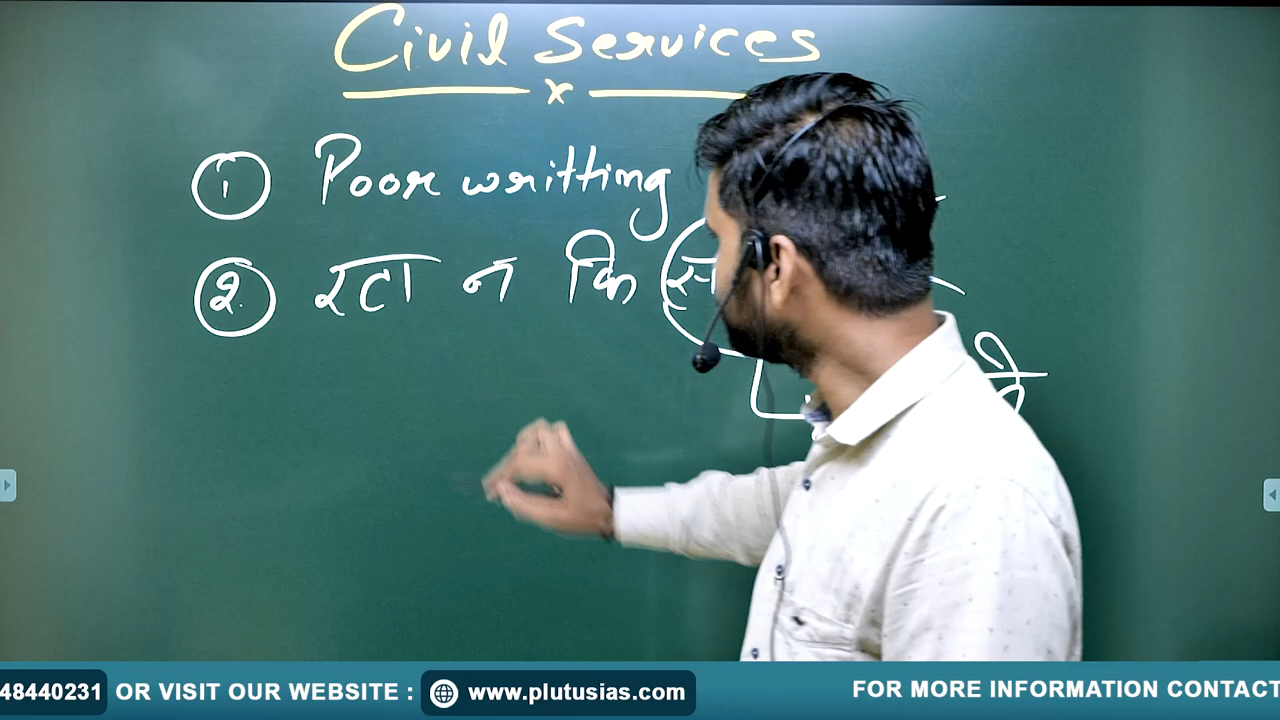 Civil Services
x
1. Poor writting
2. रटा न कि
48440231 OR VISIT OUR WEBSITE : www.plutusias.com FOR MORE INFORMATION CONTACT